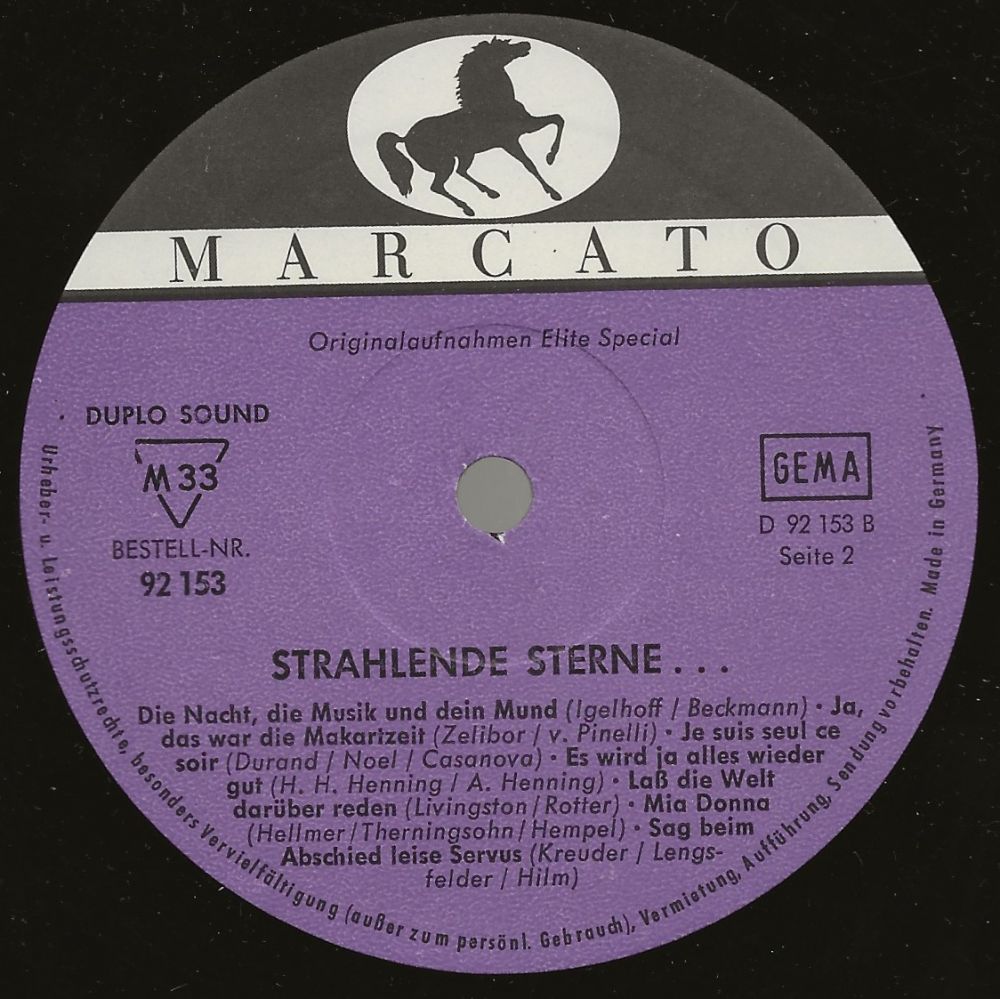 MARCATO
Originalaufnahmen Elite Special
DUPLO SOUND
M 33
BESTELL-NR.
92 153
GEMA
D 92 153 B
Seite 2
STRAHLENDE STERNE . . .
Die Nacht, die Musik und dein Mund (Igelhoff / Beckmann) · Ja,
das war die Makartzeit (Zelibor / v. Pinelli) · Je suis seul ce
soir (Durand / Noel / Casanova) · Es wird ja alles wieder
gut (H. H. Henning / A. Henning) · Laß die Welt
darüber reden (Livingston / Rotter) · Mia Donna
(Hellmer / Therningsohn / Hempel) · Sag beim
Abschied leise Servus (Kreuder / Lengs-
felder / Hilm)
Urheber- u. Leistungsschutzrechte, besonders Vervielfältigung (außer zum persönl. Gebrauch), Vermietung, Aufführung, Sendung vorbehalten. Made in Germany